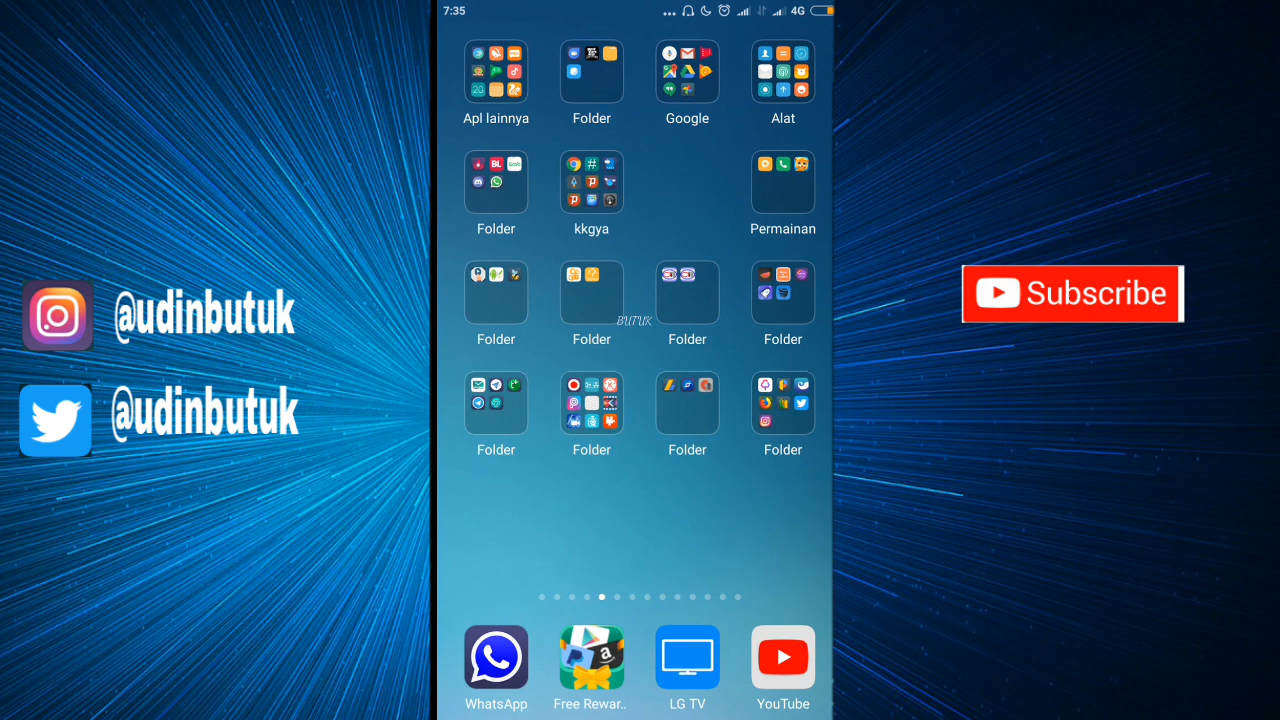 7:35
4G
Apl lainnya
Folder
Google
Alat
Folder
kkgya
Permainan
Folder
Folder
Folder
Folder
BUTUK
Folder
Folder
Folder
Folder
@udinbutuk
@udinbutuk
Subscribe
WhatsApp
Free Rewar..
LG TV
YouTube